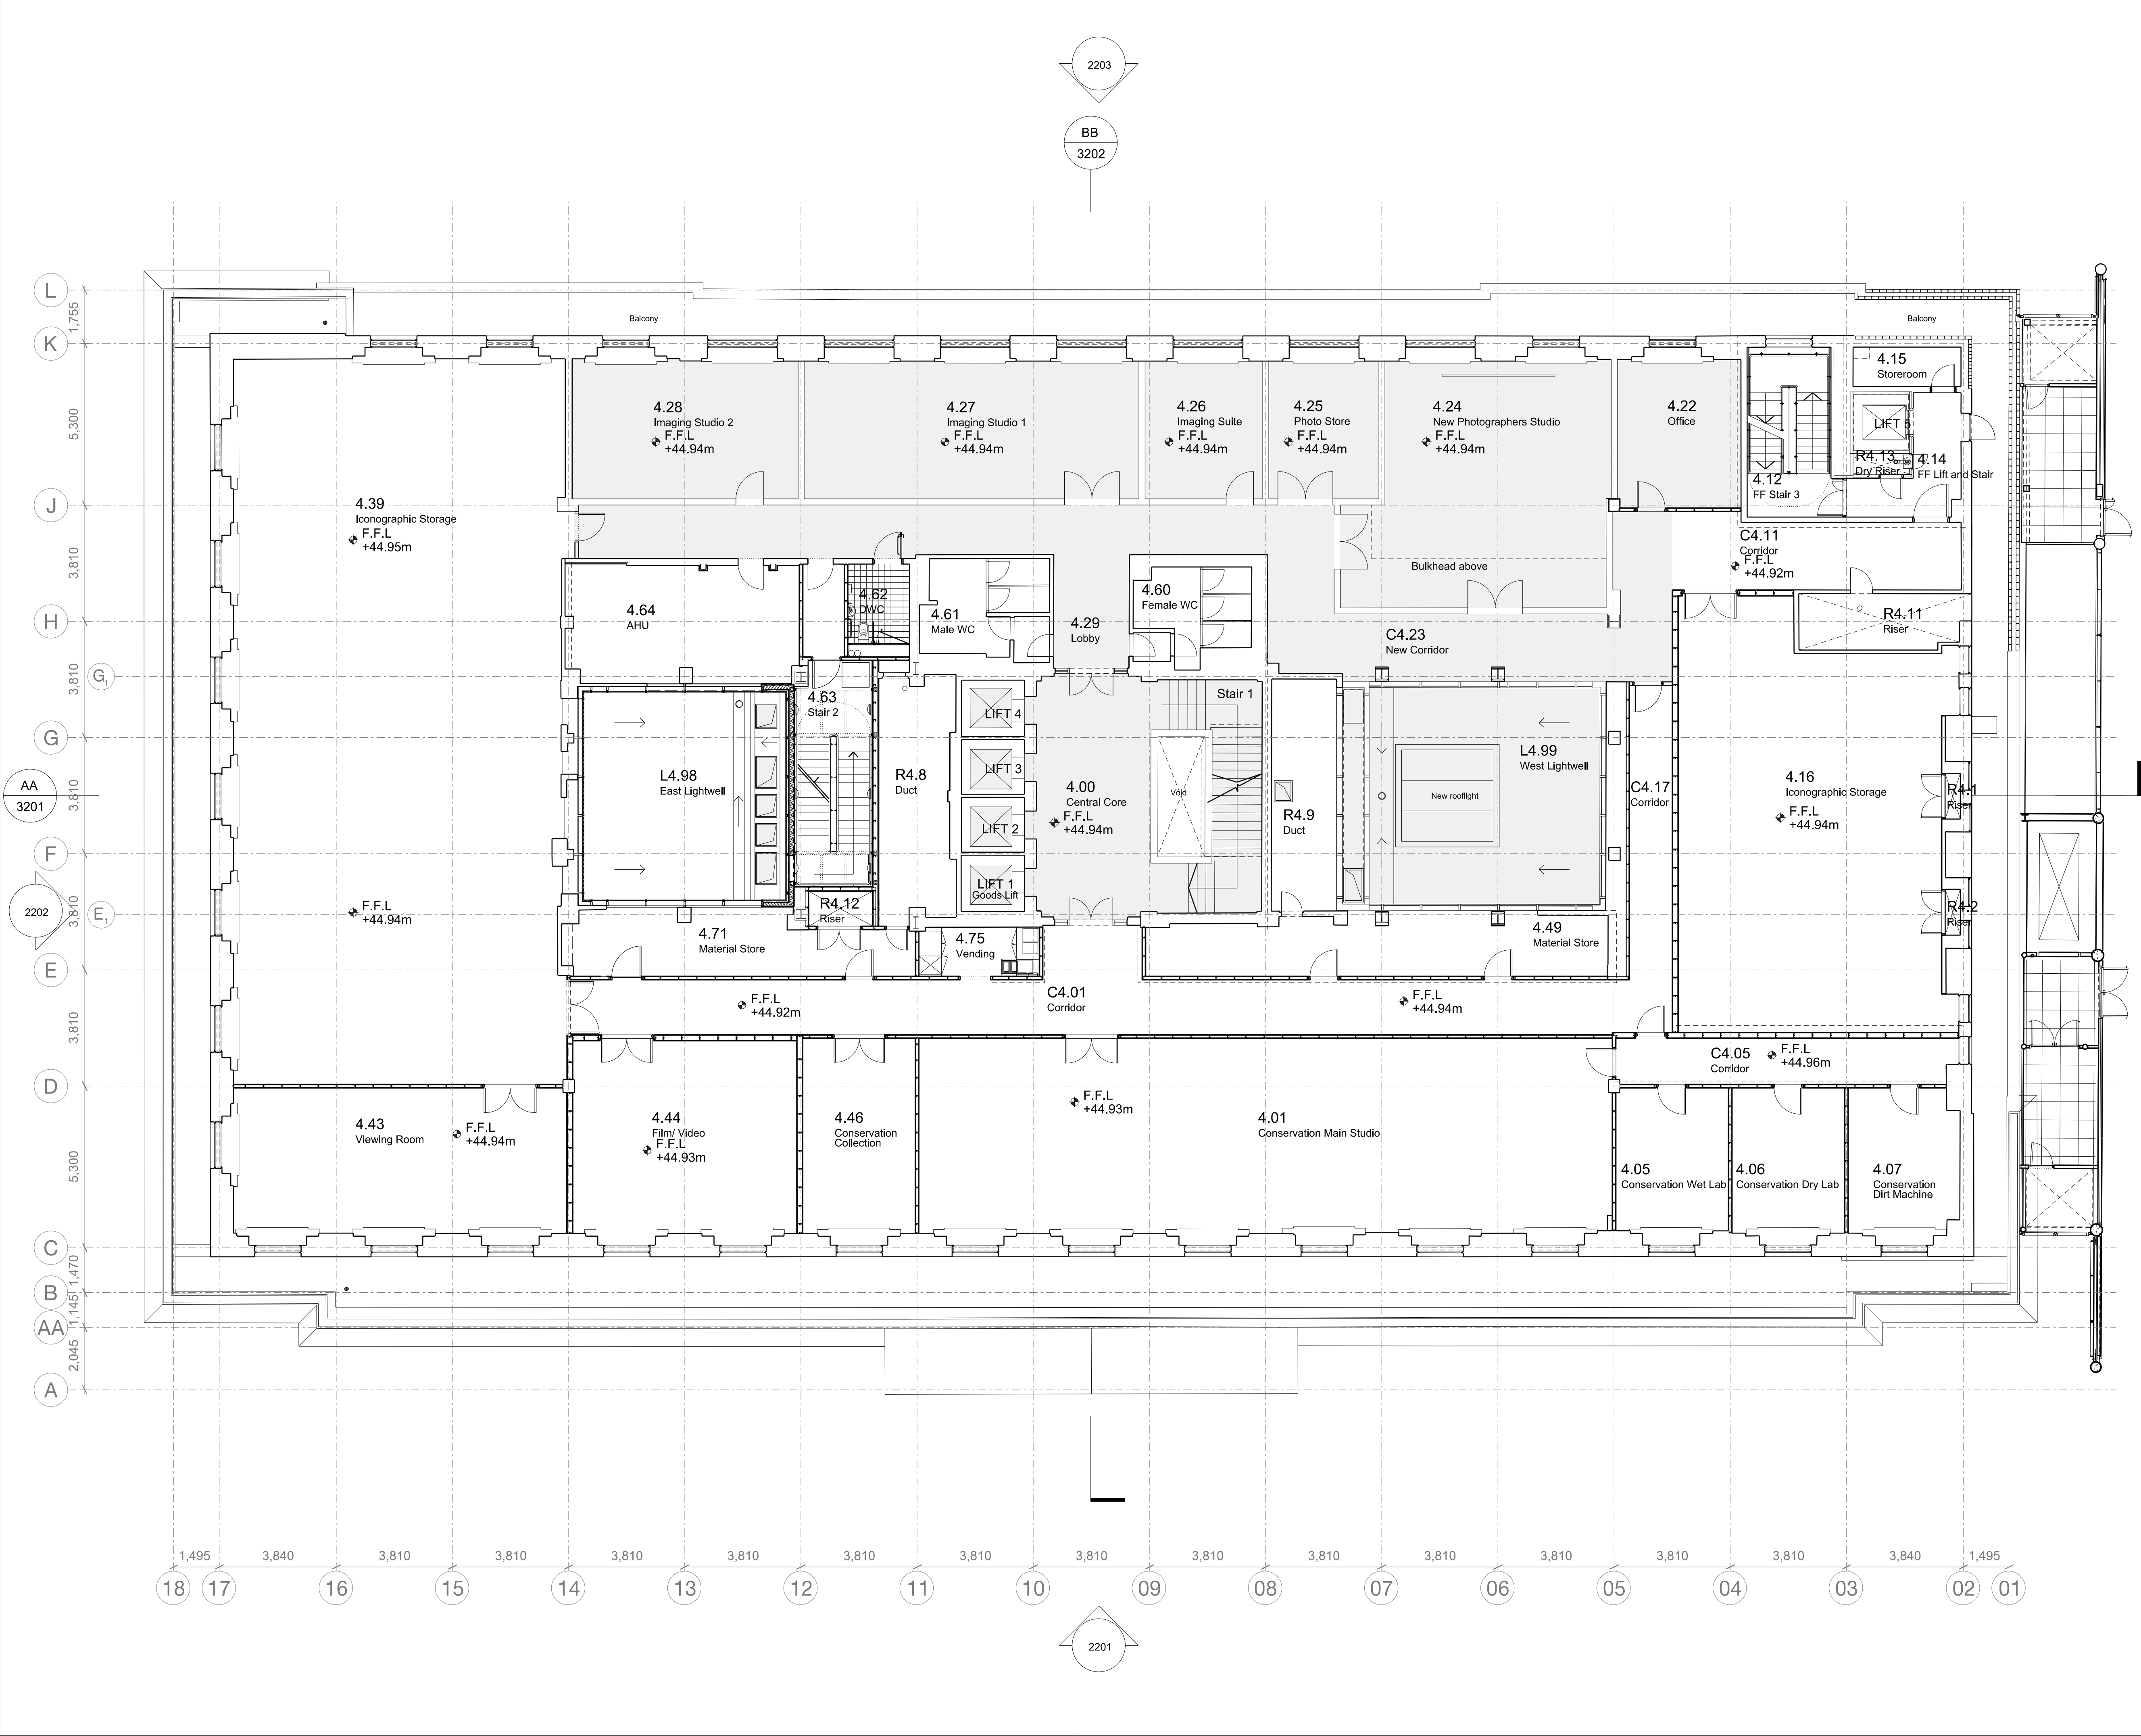 2203
BB
3202
L
1,755
Balcony
Balcony
K
4.15
Storeroom
5,300
4.28
Imaging Studio 2
F.F.L
+44.94m
4.27
Imaging Studio 1
F.F.L
+44.94m
4.26
Imaging Suite
F.F.L
+44.94m
4.25
Photo Store
F.F.L
+44.94m
4.24
New Photographers Studio
F.F.L
+44.94m
4.22
Office
LIFT 5
R4.13
Dry Riser
4.14
FF Lift and Stair
4.12
FF Stair 3
J
4.39
Iconographic Storage
F.F.L
+44.95m
3,810
C4.11
Corridor
F.F.L
+44.92m
Bulkhead above
4.64
AHU
4.62
DWC
4.61
Male WC
4.29
Lobby
4.60
Female WC
R4.11
Riser
H
C4.23
New Corridor
3,810
G1
4.63
Stair 2
LIFT 4
Stair 1
G
L4.98
East Lightwell
R4.8
Duct
LIFT 3
4.00
Central Core
F.F.L
+44.94m
Void
R4.9
Duct
New rooflight
L4.99
West Lightwell
C4.17
Corridor
4.16
Iconographic Storage
F.F.L
+44.94m
R4.1
Riser
AA
3201
3,810
LIFT 2
F
LIFT 1
Goods Lift
2202
3,810
E1
F.F.L
+44.94m
R4.12
Riser
R4.2
Riser
4.71
Material Store
4.75
Vending
4.49
Material Store
E
F.F.L
+44.92m
C4.01
Corridor
F.F.L
+44.94m
3,810
C4.05
Corridor
F.F.L
+44.96m
D
4.43
Viewing Room
F.F.L
+44.94m
4.44
Film/ Video
F.F.L
+44.93m
4.46
Conservation
Collection
F.F.L
+44.93m
4.01
Conservation Main Studio
4.05
Conservation Wet Lab
4.06
Conservation Dry Lab
4.07
Conservation
Dirt Machine
5,300
C
1,470
B
1,145
AA
2,045
A
1,495 3,840 3,810 3,810 3,810 3,810 3,810 3,810 3,810 3,810 3,810 3,810 3,810 3,810 3,810 3,840 1,495
18 17 16 15 14 13 12 11 10 09 08 07 06 05 04 03 02 01
2201